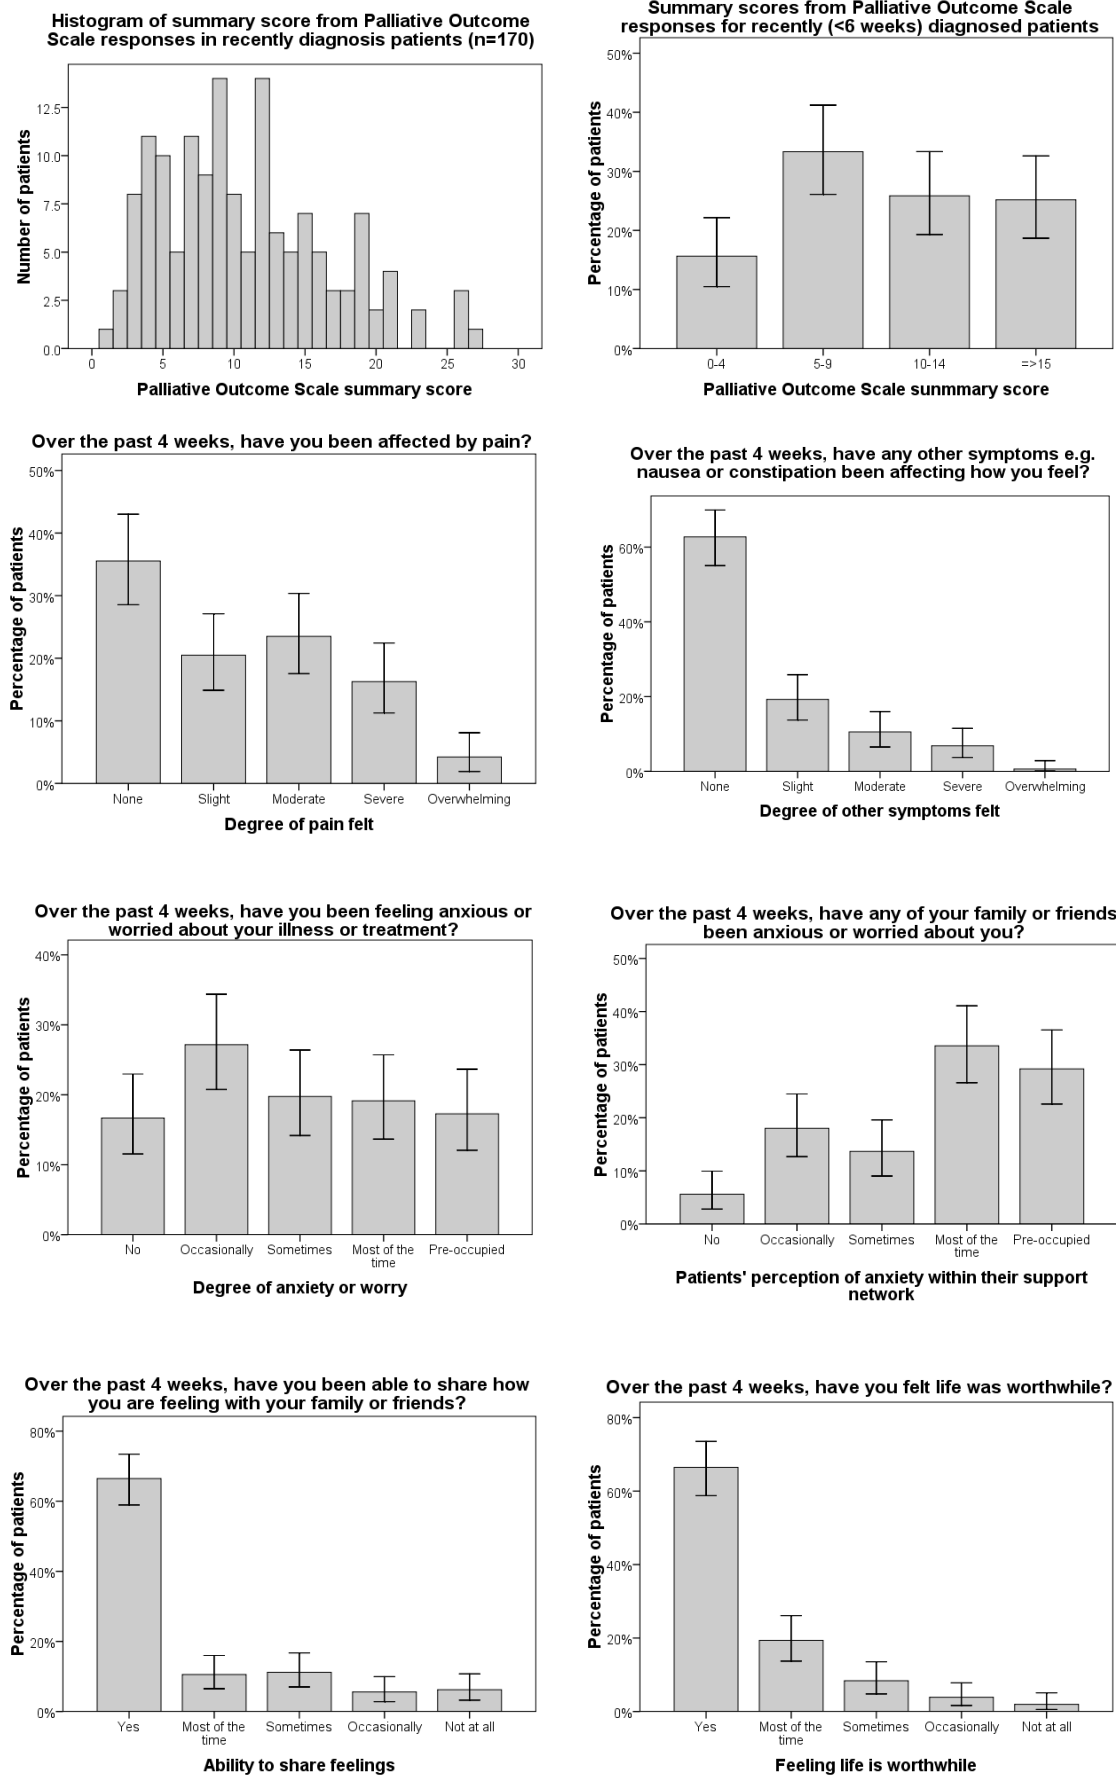 Histogram of summary score from Palliative Outcome
Scale responses in recently diagnosis patients (n=170)
Number of patients
12.5
10.0
7.5
5.0
2.5
0.0
0 5 10 15 20 25 30
Palliative Outcome Scale summary score
Summary scores from Palliative Outcome Scale
responses for recently (<6 weeks) diagnosed patients
Percentage of patients
50%
40%
30%
20%
10%
0%
0-4 5-9 10-14 =>15
Palliative Outcome Scale sunmmary score
Over the past 4 weeks, have you been affected by pain?
Percentage of patients
50%
40%
30%
20%
10%
0%
None Slight Moderate Severe Overwhelming
Degree of pain felt
Over the past 4 weeks, have any other symptoms e.g.
nausea or constipation been affecting how you feel?
Percentage of patients
60%
40%
20%
0%
None Slight Moderate Severe Overwhelming
Degree of other symptoms felt
Over the past 4 weeks, have you been feeling anxious or
worried about your illness or treatment?
Percentage of patients
40%
30%
20%
10%
0%
No Occasionally Sometimes Most of the Pre-occupied
time
Degree of anxiety or worry
Over the past 4 weeks, have any of your family or friends
been anxious or worried about you?
Percentage of patients
50%
40%
30%
20%
10%
0%
No Occasionally Sometimes Most of the Pre-occupied
time
Patients' perception of anxiety within their support
network
Over the past 4 weeks, have you been able to share how
you are feeling with your family or friends?
Percentage of patients
80%
60%
40%
20%
0%
Yes Most of the Sometimes Occasionally Not at all
time
Ability to share feelings
Over the past 4 weeks, have you felt life was worthwhile?
Percentage of patients
80%
60%
40%
20%
0%
Yes Most of the Sometimes Occasionally Not at all
time
Feeling life is worthwhile